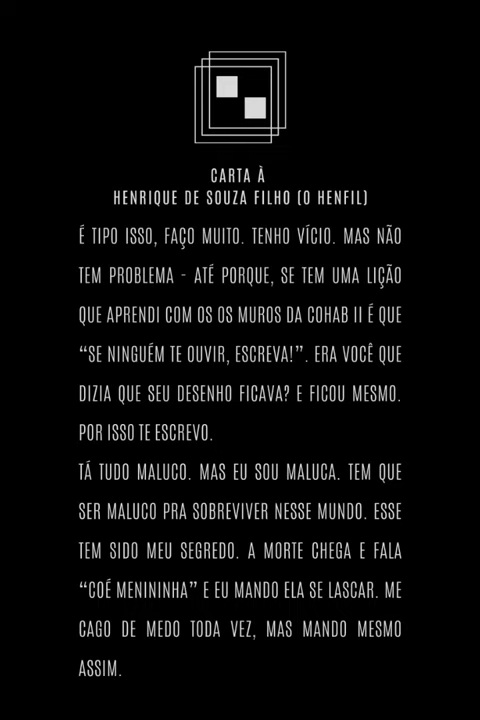 CARTA À
HENRIQUE DE SOUZA FILHO (O HENFIL)
É TIPO ISSO, FAÇO MUITO. TENHO VÍCIO. MAS NÃO
TEM PROBLEMA - ATÉ PORQUE, SE TEM UMA LIÇÃO
QUE APRENDI COM OS OS MUROS DA COHAB II É QUE
“SE NINGUÉM TE OUVIR, ESCREVA!”. ERA VOCÊ QUE
DIZIA QUE SEU DESENHO FICAVA? E FICOU MESMO.
POR ISSO TE ESCREVO.
TÁ TUDO MALUCO. MAS EU SOU MALUCA. TEM QUE
SER MALUCO PRA SOBREVIVER NESSE MUNDO. ESSE
TEM SIDO MEU SEGREDO. A MORTE CHEGA E FALA
“COÉ MENININHA” E EU MANDO ELA SE LASCAR. ME
CAGO DE MEDO TODA VEZ, MAS MANDO MESMO
ASSIM.